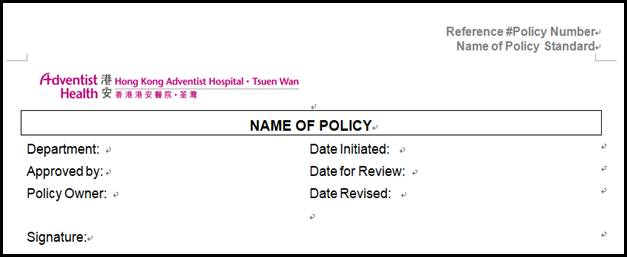 Reference #Policy Number
Name of Policy Standard
Adventist 港 Hong Kong Adventist Hospital · Tsuen Wan
Health 安 香港港安醫院·荃灣
NAME OF POLICY
Department: Date Initiated:
Approved by: Date for Review:
Policy Owner: Date Revised:
Signature: